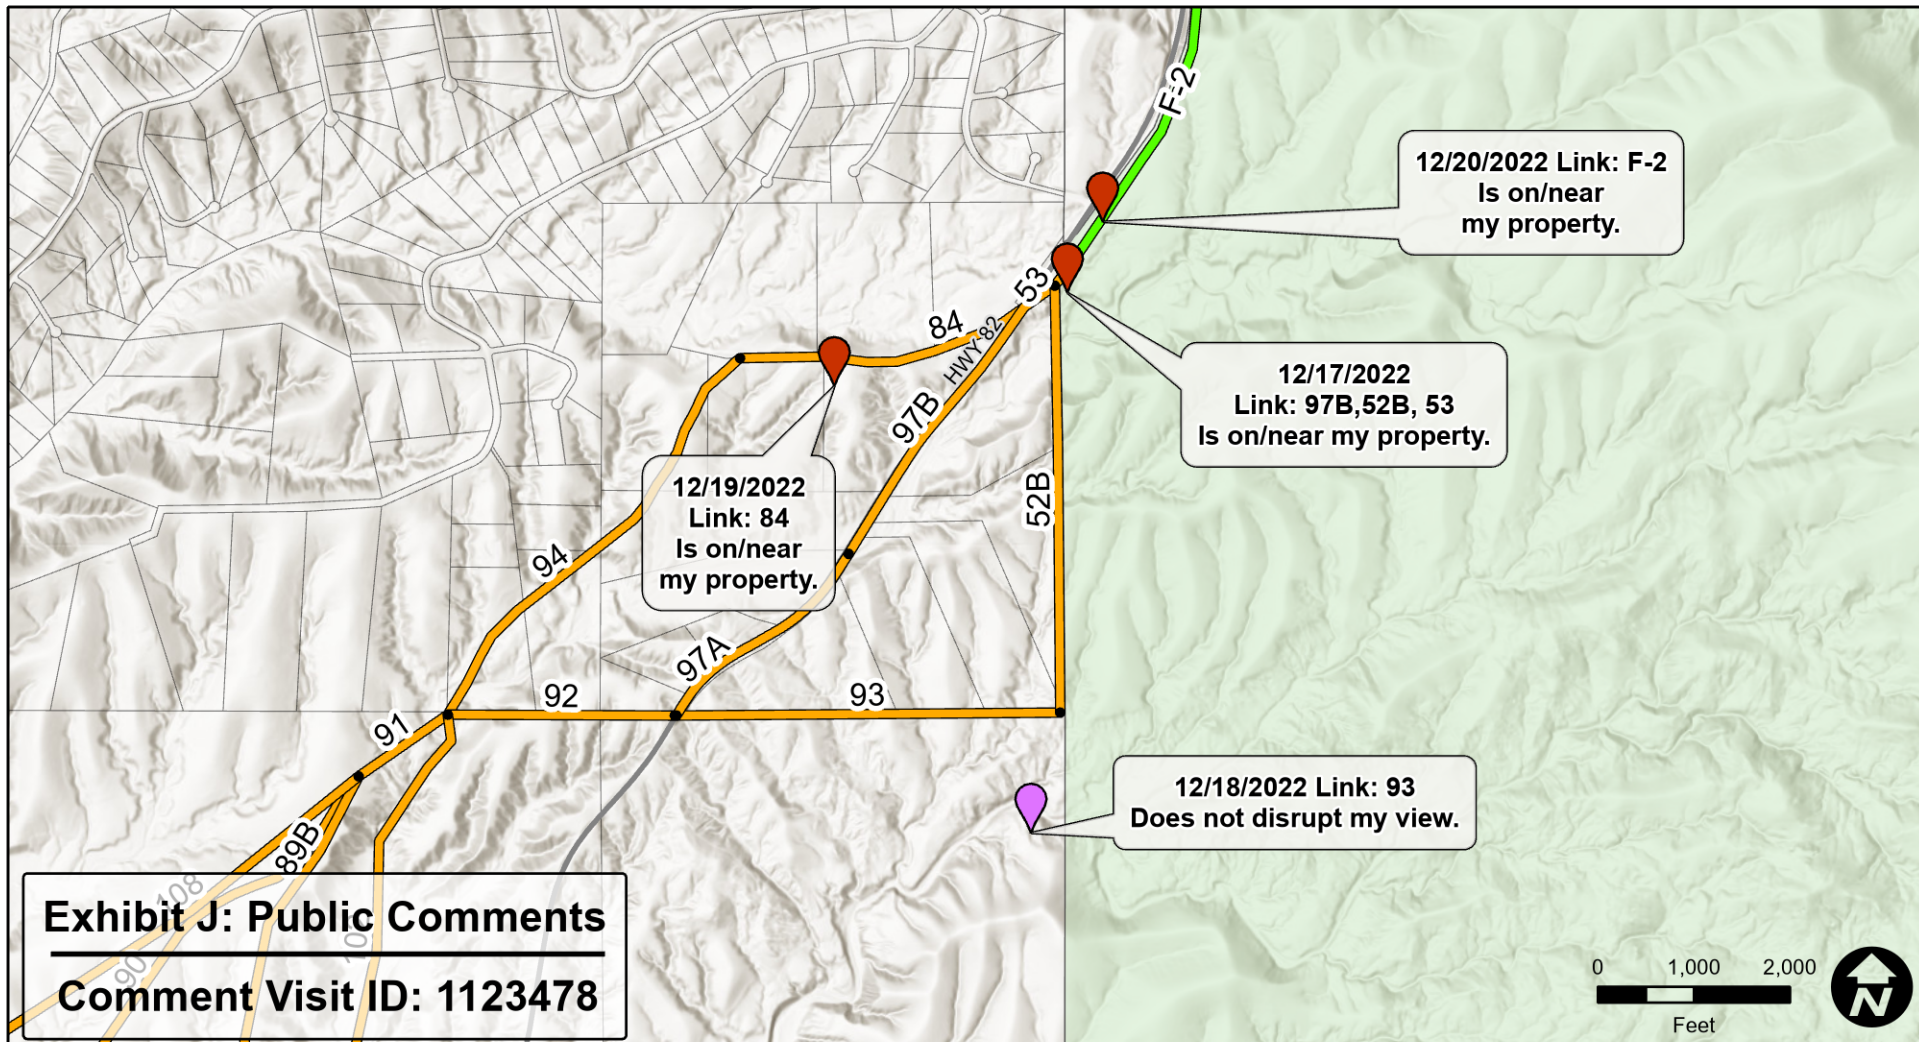 F-2
12/20/2022 Link: F-2
Is on/near
my property.
53
84
HWY 82
12/17/2022
Link: 97B,52B, 53
Is on/near my property.
97B
52B
12/19/2022
Link: 84
Is on/near
my property.
94
97A
92
93
91
12/18/2022 Link: 93
Does not disrupt my view.
89B
108
90
Exhibit J: Public Comments
Comment Visit ID: 1123478
0 1,000 2,000
Feet
N